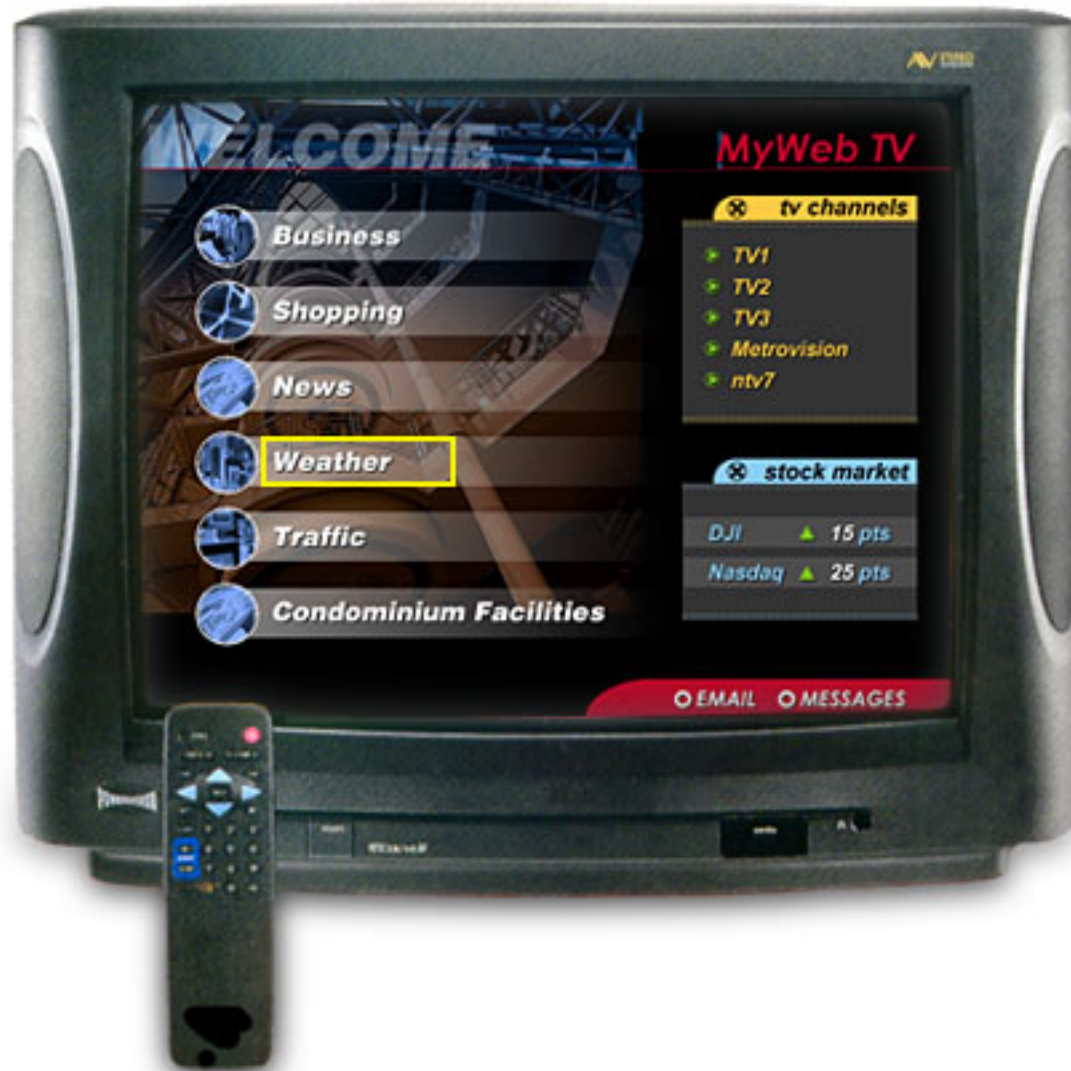 WELCOME
MyWeb TV
Business
Shopping
News
Weather
Traffic
Condominium Facilities
tv channels
TV1
TV2
TV3
Metrovision
ntv7
stock market
DJI 15 pts
Nasdaq 25 pts
EMAIL MESSAGES